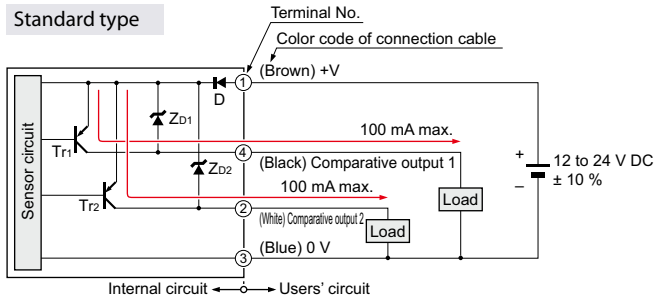 Standard type
Terminal No.
Color code of connection cable
1
(Brown) +V
D
ZD1
100 mA max.
Tr1
4
(Black) Comparative output 1
+
12 to 24 V DC
± 10 %
–
Sensor circuit
ZD2
100 mA max.
Load
Tr2
2
(White) Comparative output 2
Load
3
(Blue) 0 V
Internal circuit
Users' circuit